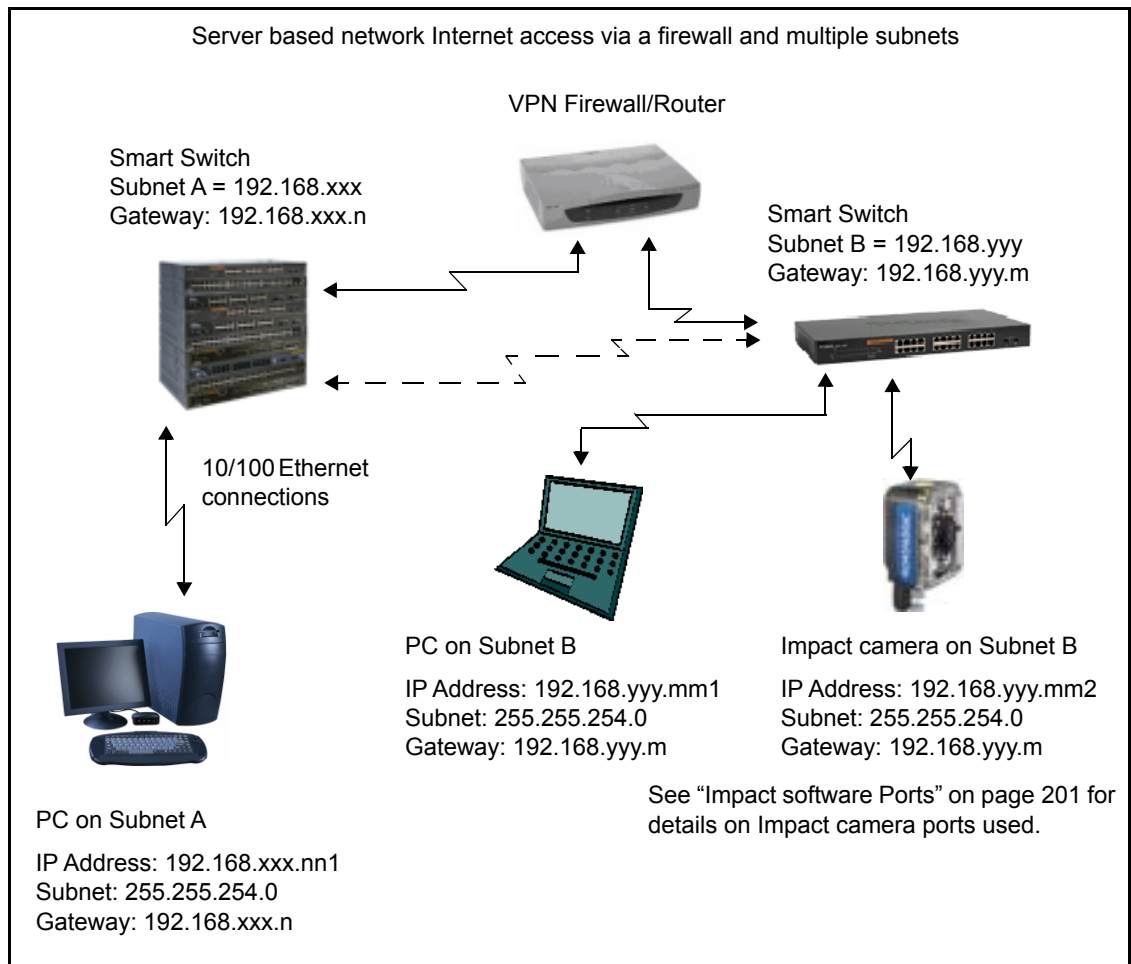 Server based network Internet access via a firewall and multiple subnets
VPN Firewall/Router
Smart Switch
Subnet A = 192.168.xxx
Gateway: 192.168.xxx.n
Smart Switch
Subnet B = 192.168.yyy
Gateway: 192.168.yyy.m
10/100 Ethernet
connections
PC on Subnet B
IP Address: 192.168.yyy.mm1
Subnet: 255.255.254.0
Gateway: 192.168.yyy.m
Impact camera on Subnet B
IP Address: 192.168.yyy.mm2
Subnet: 255.255.254.0
Gateway: 192.168.yyy.m
See “Impact software Ports” on page 201 for
details on Impact camera ports used.
PC on Subnet A
IP Address: 192.168.xxx.nn1
Subnet: 255.255.254.0
Gateway: 192.168.xxx.n